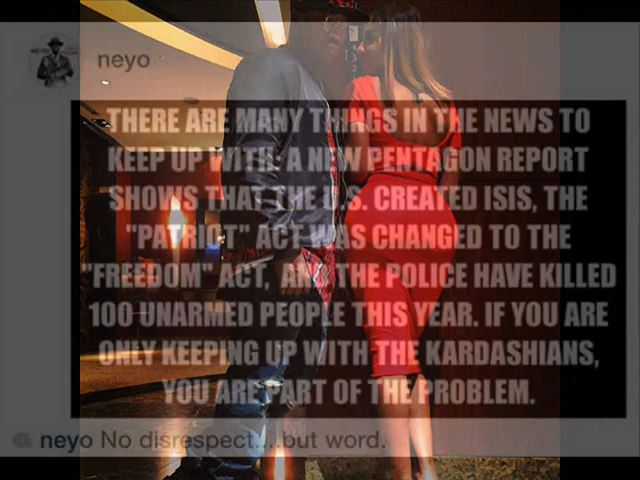 neyo
THERE ARE MANY THINGS IN THE NEWS TO
KEEP UP WITH. A NEW PENTAGON REPORT
SHOWS THAT THE U.S. CREATED ISIS, THE
"PATRIOT" ACT WAS CHANGED TO THE
"FREEDOM" ACT, AND THE POLICE HAVE KILLED
100 UNARMED PEOPLE THIS YEAR. IF YOU ARE
ONLY KEEPING UP WITH THE KARDASHIANS,
YOU ARE PART OF THE PROBLEM.
neyo No disrespect... but word.